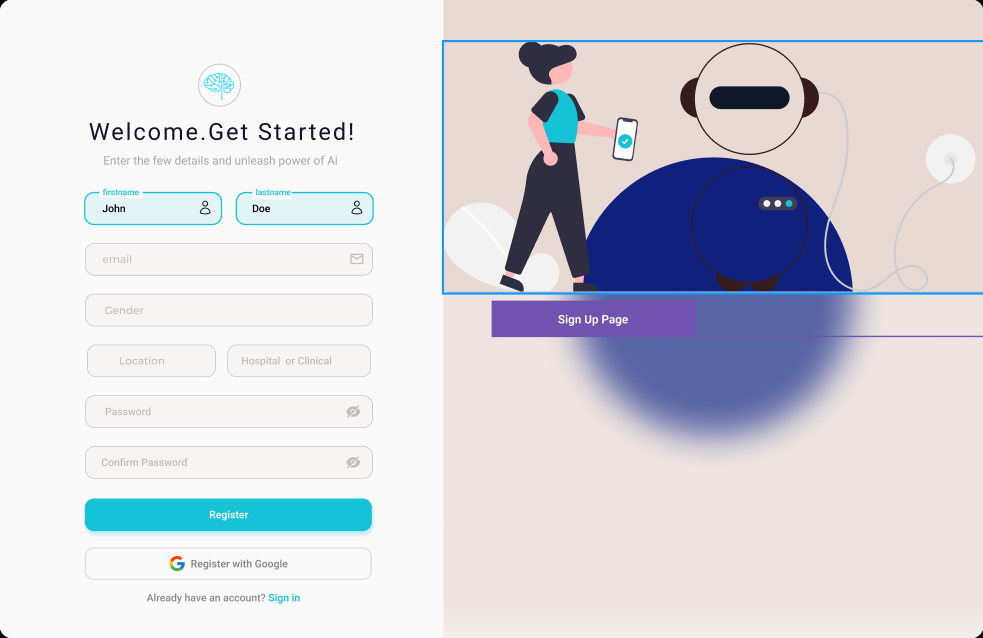 Welcome.Get Started!
Enter the few details and unleash power of Ai
firstname lastname
John Doe
email
Gender
Location Hospital or Clinical
Password
Confirm Password
Register
Register with Google
Already have an account? Sign in
Sign Up Page